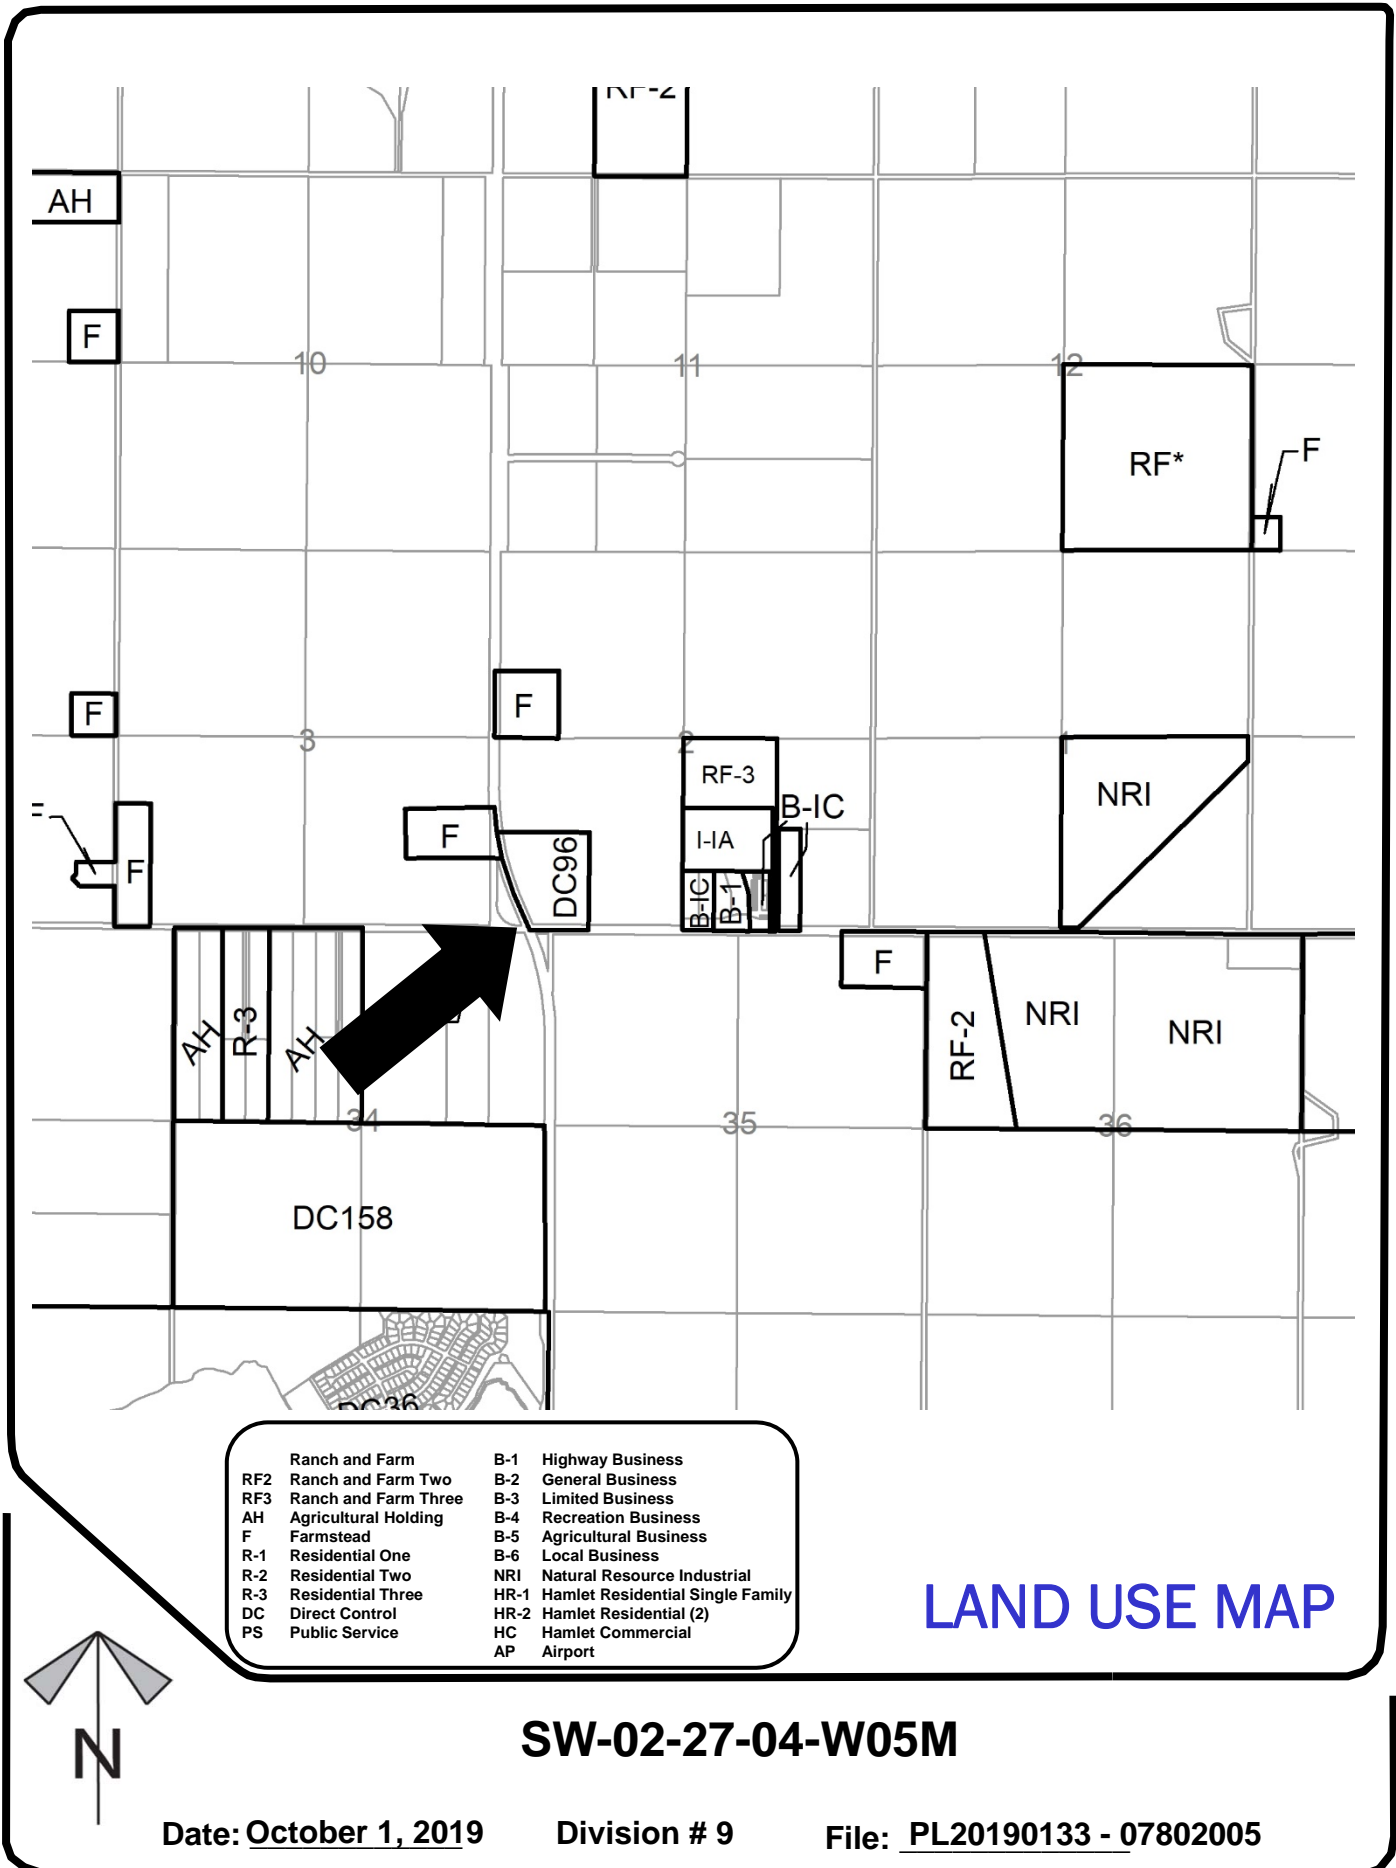 RF-2
AH
F
10
11
12
RF*
F
F
F
3
2
1
RF-3
NRI
B-IC
F
F
I-IA
DC96
F
B-IC
B-1
F
AH
R-3
AH
RF-2
NRI
NRI
34
35
36
DC158
DC36
Ranch and Farm
RF2 Ranch and Farm Two
RF3 Ranch and Farm Three
AH Agricultural Holding
F Farmstead
R-1 Residential One
R-2 Residential Two
R-3 Residential Three
DC Direct Control
PS Public Service
B-1 Highway Business
B-2 General Business
B-3 Limited Business
B-4 Recreation Business
B-5 Agricultural Business
B-6 Local Business
NRI Natural Resource Industrial
HR-1 Hamlet Residential Single Family
HR-2 Hamlet Residential (2)
HC Hamlet Commercial
AP Airport
LAND USE MAP
N
SW-02-27-04-W05M
Date: October 1, 2019 Division # 9 File: PL20190133 - 07802005